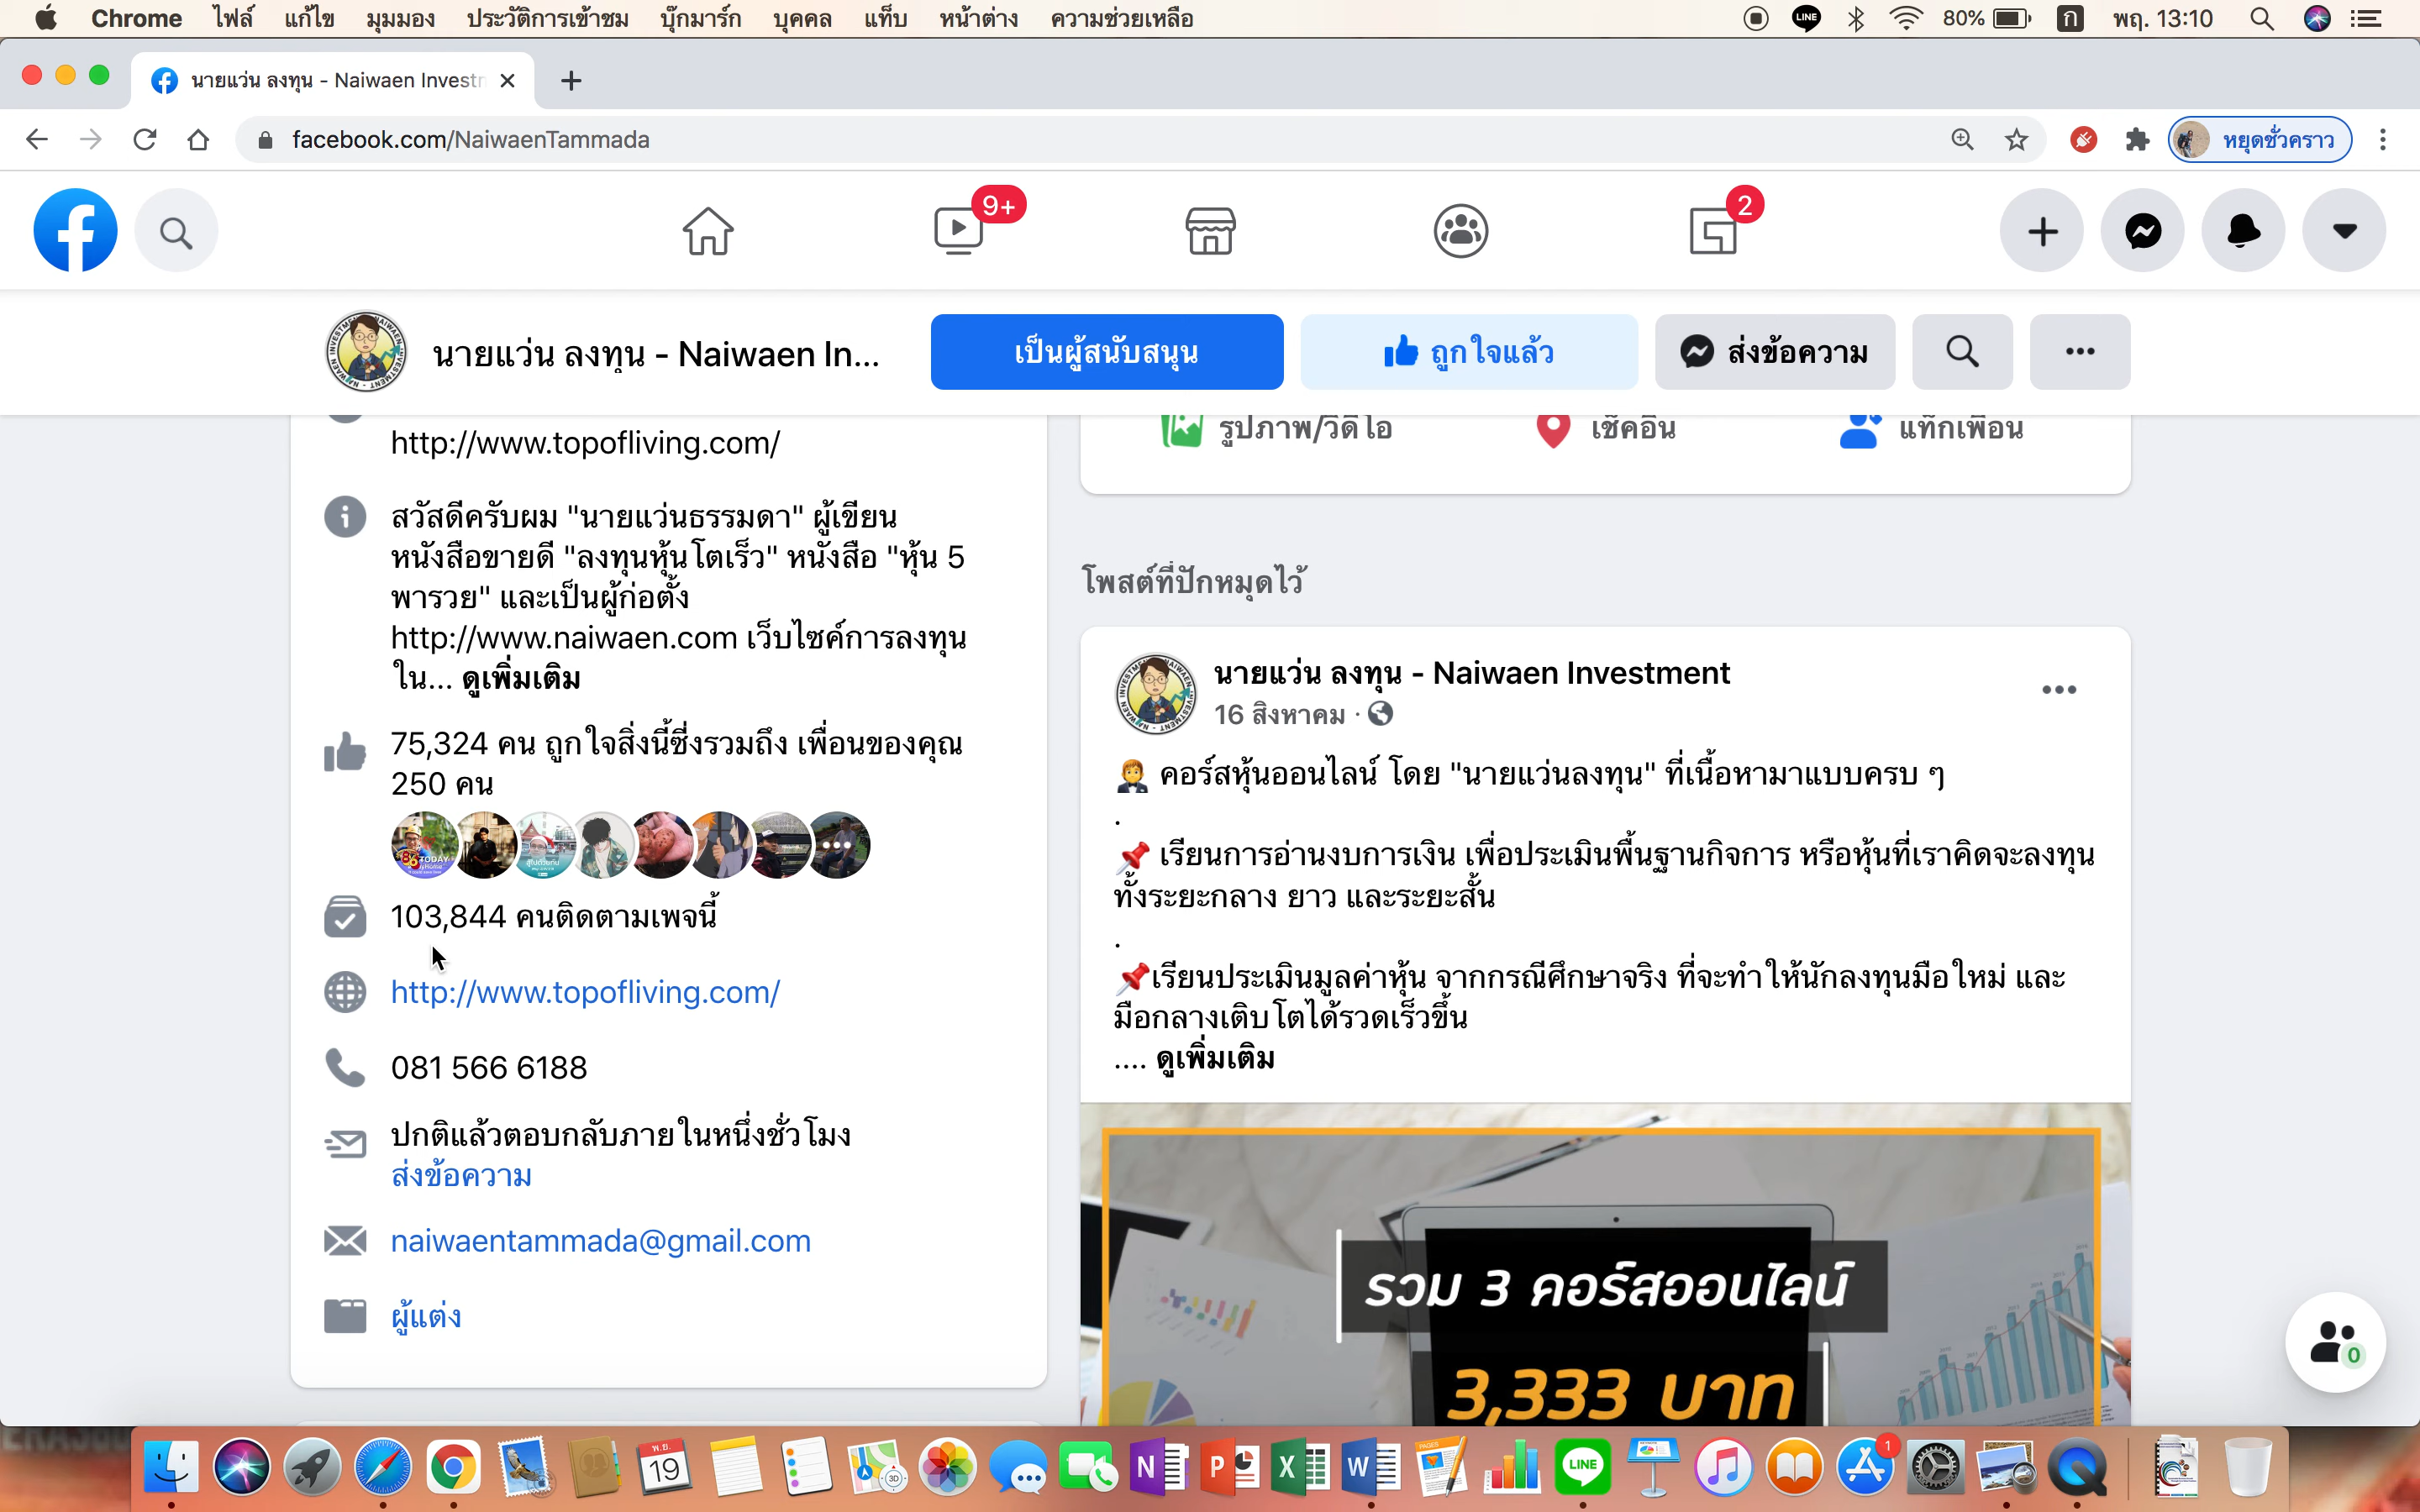 Chrome ไฟล์ แก้ไข มุมมอง ประวัติการเข้าชม บุ๊กมาร์ก บุคคล แท็บ หน้าต่าง ความช่วยเหลือ LINE 80% ก พฤ. 13:10
นายแว่น ลงทุน - Naiwaen Investm
facebook.com/NaiwaenTammada หยุดชั่วคราว
9+ 2
นายแว่น ลงทุน - Naiwaen In... เป็นผู้สนับสนุน ถูกใจแล้ว ส่งข้อความ
http://www.topofliving.com/
สวัสดีครับผม "นายแว่นธรรมดา" ผู้เขียน
หนังสือขายดี "ลงทุนหุ้นโตเร็ว" หนังสือ "หุ้น 5
พารวย" และเป็นผู้ก่อตั้ง
http://www.naiwaen.com เว็บไซค์การลงทุน
ใน... ดูเพิ่มเติม
75,324 คน ถูกใจสิ่งนี้ซึ่งรวมถึง เพื่อนของคุณ
250 คน
103,844 คนติดตามเพจนี้
http://www.topofliving.com/
081 566 6188
ปกติแล้วตอบกลับภายในหนึ่งชั่วโมง
ส่งข้อความ
naiwaentammada@gmail.com
ผู้แต่ง
รูปภาพ/วิดีโอ เช็คอิน แท็กเพื่อน
โพสต์ที่ปักหมุดไว้
นายแว่น ลงทุน - Naiwaen Investment
16 สิงหาคม ·
คอร์สหุ้นออนไลน์ โดย "นายแว่นลงทุน" ที่เนื้อหามาแบบครบ ๆ
.
เรียนการอ่านงบการเงิน เพื่อประเมินพื้นฐานกิจการ หรือหุ้นที่เราคิดจะลงทุน
ทั้งระยะกลาง ยาว และระยะสั้น
.
เรียนประเมินมูลค่าหุ้น จากกรณีศึกษาจริง ที่จะทำให้นักลงทุนมือใหม่ และ
มือกลางเติบโตได้รวดเร็วขึ้น
.... ดูเพิ่มเติม
รวม 3 คอร์สออนไลน์
3,333 บาท
0
พ.ย.
19
3D
N P X W PAGES LINE 1